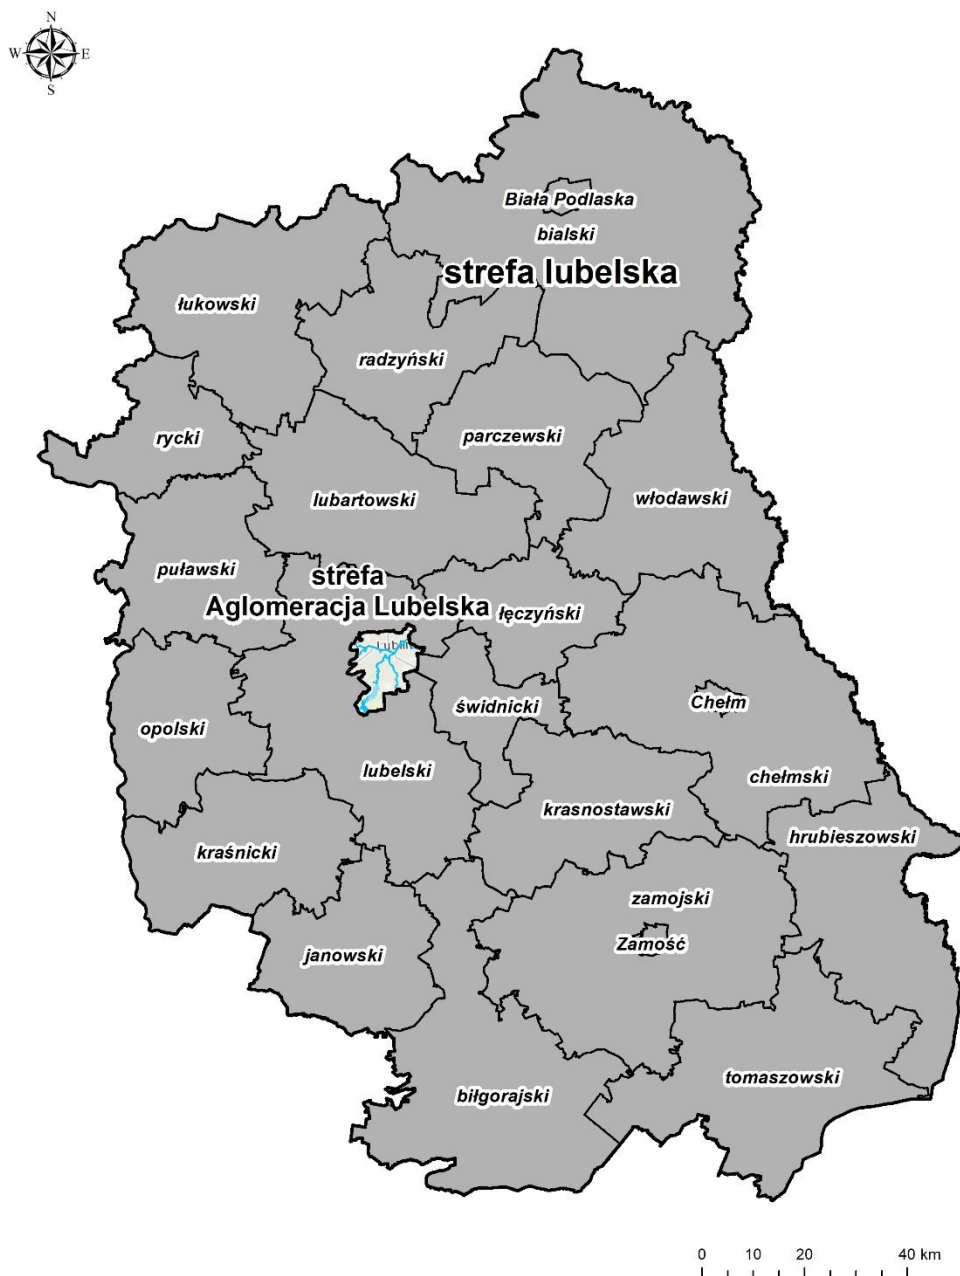 N
W E
S
Biała Podlaska
bialski
strefa lubelska
łukowski
radzyński
rycki
parczewski
lubartowski
włodawski
puławski
strefa
Aglomeracja Lubelska
łęczyński
Lublin
świdnicki
Chełm
opolski
lubelski
chełmski
krasnostawski
hrubieszowski
kraśnicki
zamojski
Zamość
janowski
tomaszowski
biłgorajski
0 10 20 40 km